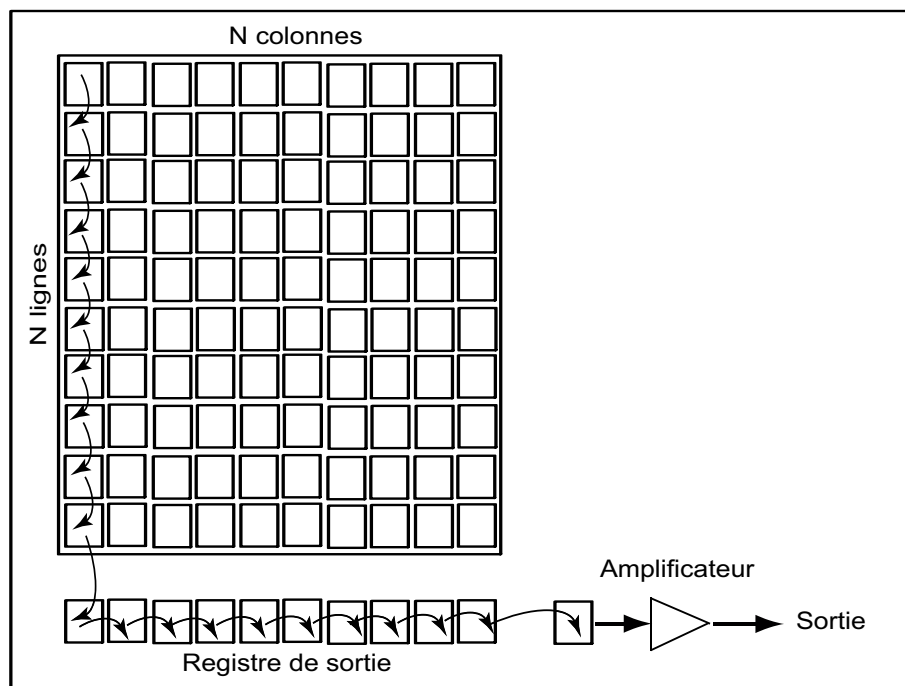 N colonnes
N lignes
Amplificateur
Sortie
Registre de sortie